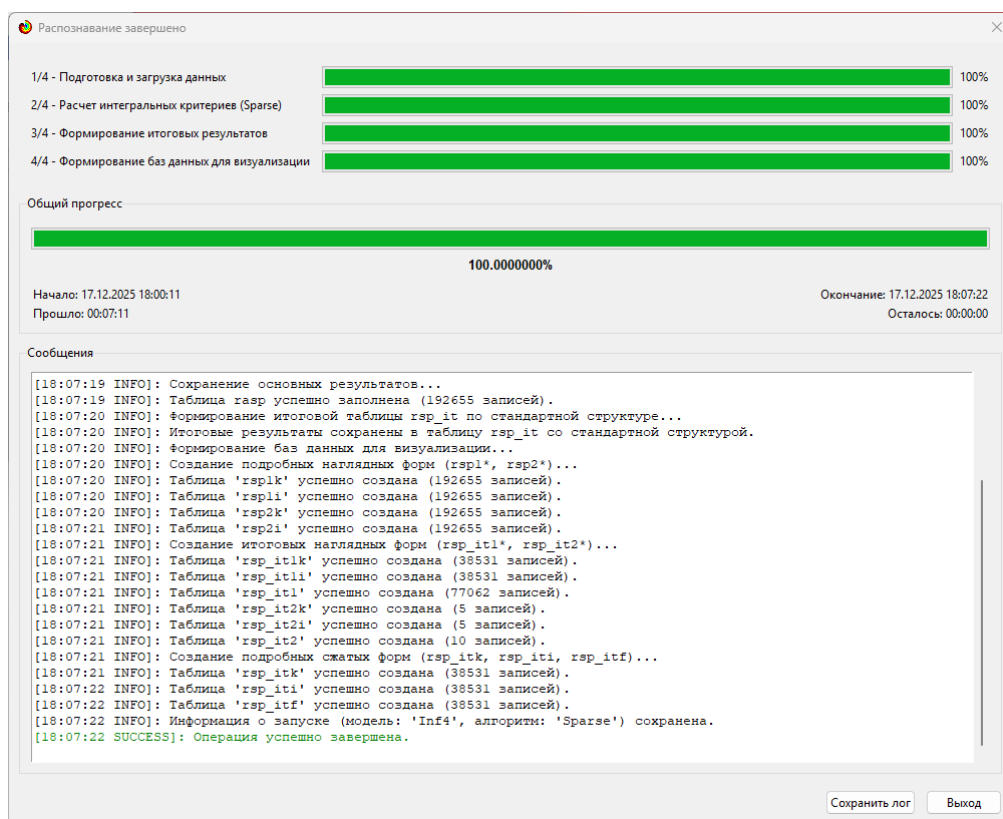 Распознавание завершено
1/4 - Подготовка и загрузка данных 100%
2/4 - Расчет интегральных критериев (Sparse) 100%
3/4 - Формирование итоговых результатов 100%
4/4 - Формирование баз данных для визуализации 100%
Общий прогресс
100.0000000%
Начало: 17.12.2025 18:00:11 Окончание: 17.12.2025 18:07:22
Прошло: 00:07:11 Осталось: 00:00:00
Сообщения
[18:07:19 INFO]: Сохранение основных результатов...
[18:07:19 INFO]: Таблица rasp успешно заполнена (192655 записей).
[18:07:20 INFO]: Формирование итоговой таблицы rsp_it по стандартной структуре...
[18:07:20 INFO]: Итоговые результаты сохранены в таблицу rsp_it со стандартной структурой.
[18:07:20 INFO]: Формирование баз данных для визуализации...
[18:07:20 INFO]: Создание подробных наглядных форм (rsp1*, rsp2*)...
[18:07:20 INFO]: Таблица 'rsp1k' успешно создана (192655 записей).
[18:07:20 INFO]: Таблица 'rsp1i' успешно создана (192655 записей).
[18:07:20 INFO]: Таблица 'rsp2k' успешно создана (192655 записей).
[18:07:21 INFO]: Таблица 'rsp2i' успешно создана (192655 записей).
[18:07:21 INFO]: Создание итоговых наглядных форм (rsp_it1*, rsp_it2*)...
[18:07:21 INFO]: Таблица 'rsp_it1k' успешно создана (38531 записей).
[18:07:21 INFO]: Таблица 'rsp_it1i' успешно создана (38531 записей).
[18:07:21 INFO]: Таблица 'rsp_it1' успешно создана (77062 записей).
[18:07:21 INFO]: Таблица 'rsp_it2k' успешно создана (5 записей).
[18:07:21 INFO]: Таблица 'rsp_it2i' успешно создана (5 записей).
[18:07:21 INFO]: Таблица 'rsp_it2' успешно создана (10 записей).
[18:07:21 INFO]: Создание подробных сжатых форм (rsp_itk, rsp_iti, rsp_itf)...
[18:07:21 INFO]: Таблица 'rsp_itk' успешно создана (38531 записей).
[18:07:22 INFO]: Таблица 'rsp_iti' успешно создана (38531 записей).
[18:07:22 INFO]: Таблица 'rsp_itf' успешно создана (38531 записей).
[18:07:22 INFO]: Информация о запуске (модель: 'Inf4', алгоритм: 'Sparse') сохранена.
[18:07:22 SUCCESS]: Операция успешно завершена.
Сохранить лог Выход